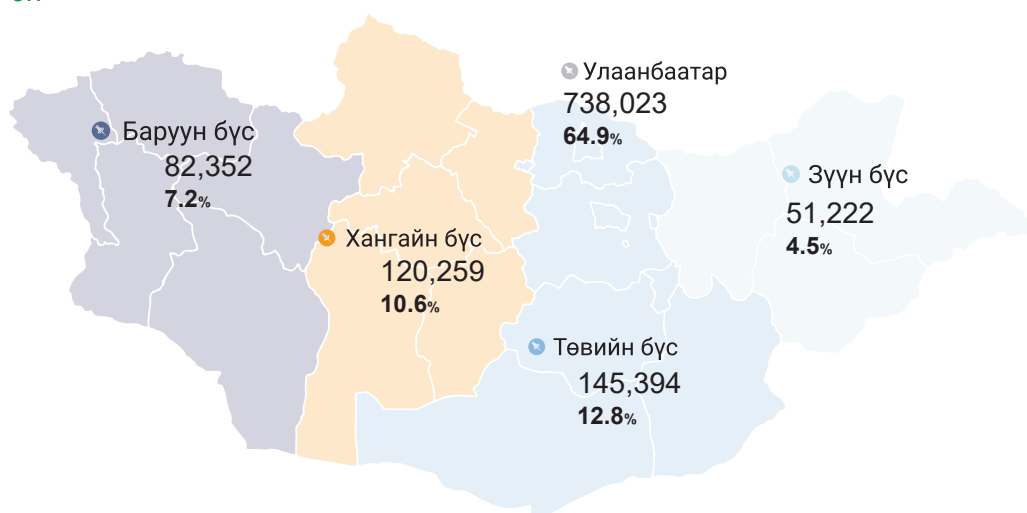 Улаанбаатар
738,023
64.9%
Баруун бүс
82,352
7.2%
Зүүн бүс
51,222
4.5%
Хангайн бүс
120,259
10.6%
Төвийн бүс
145,394
12.8%